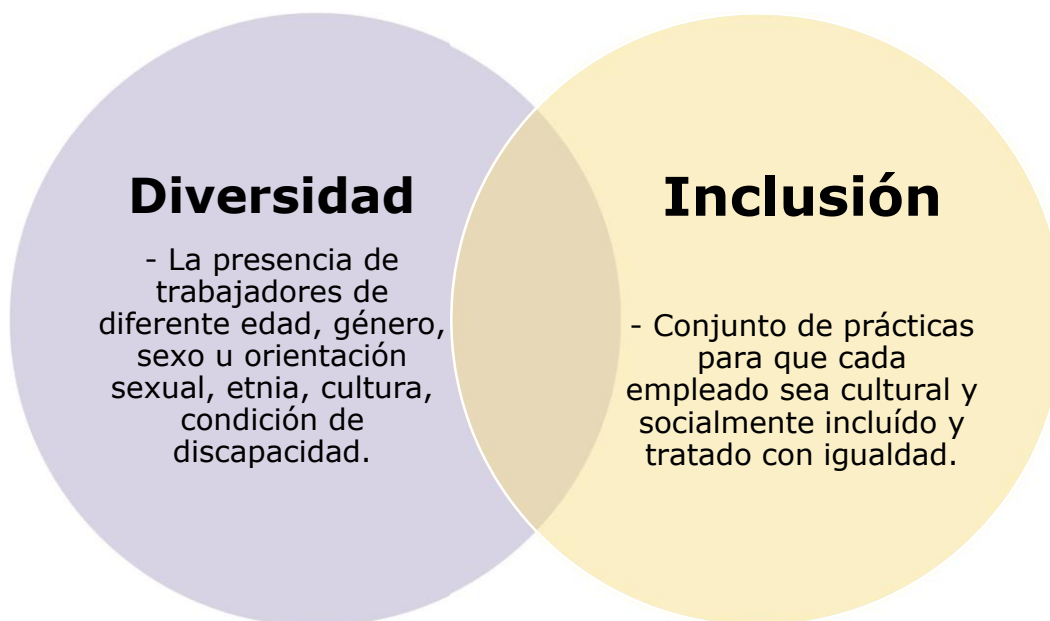 Diversidad
- La presencia de
trabajadores de
diferente edad, género,
sexo u orientación
sexual, etnia, cultura,
condición de
discapacidad.
Inclusión
- Conjunto de prácticas
para que cada
empleado sea cultural y
socialmente incluído y
tratado con igualdad.